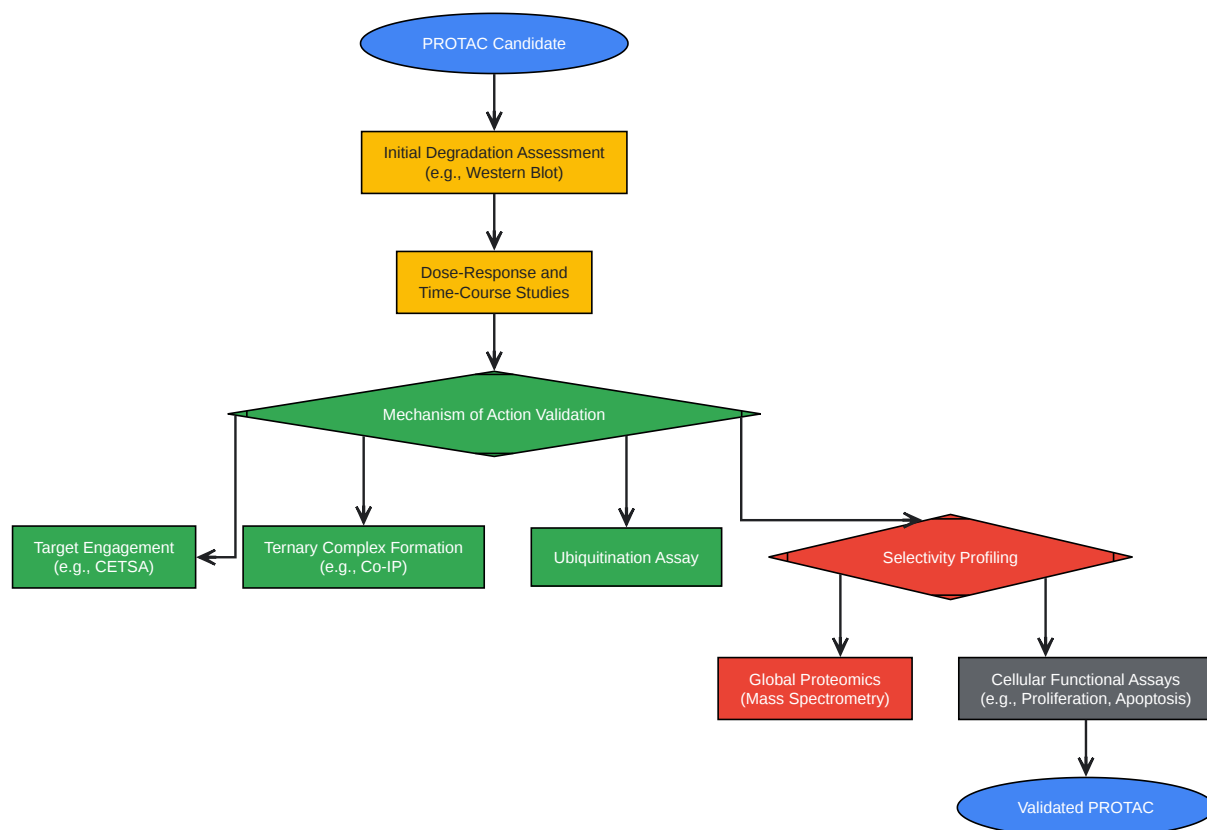 PROTAC Candidate
Initial Degradation Assessment
(e.g., Western Blot)
Dose-Response and
Time-Course Studies
Mechanism of Action Validation
Target Engagement
(e.g., CETSA)
Ternary Complex Formation
(e.g., Co-IP)
Ubiquitination Assay
Selectivity Profiling
Global Proteomics
(Mass Spectrometry)
Cellular Functional Assays
(e.g., Proliferation, Apoptosis)
Validated PROTAC